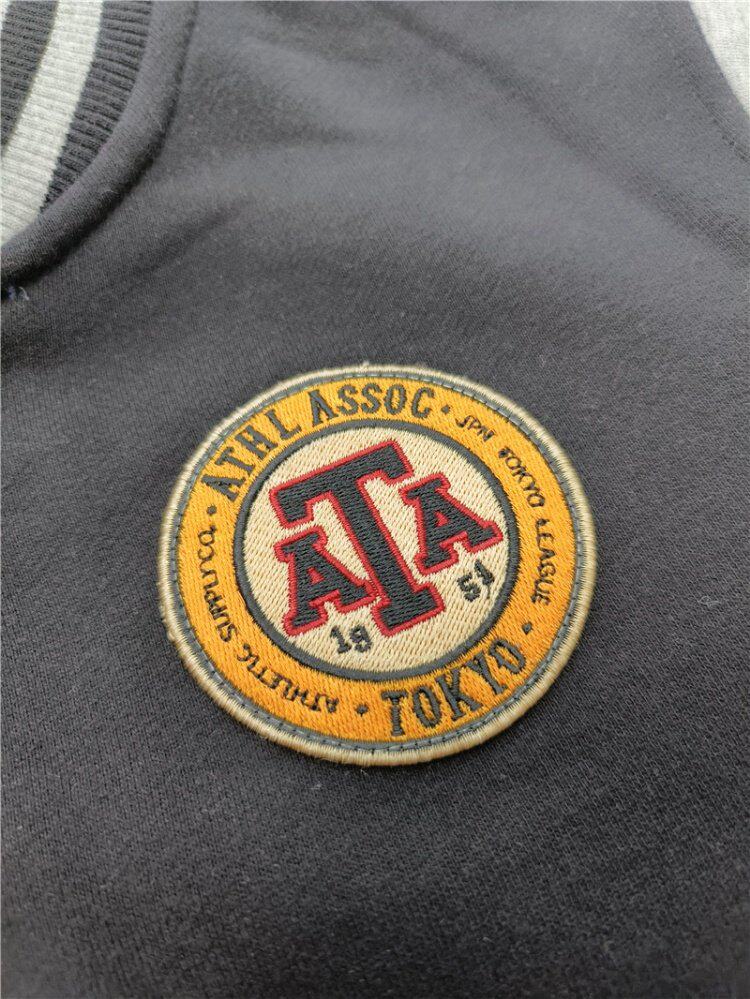 ATHL ASSOC
JPN TOKYO LEAGUE
TOKYO
ATHLETIC SUPPLY CO.
ATA
19 51